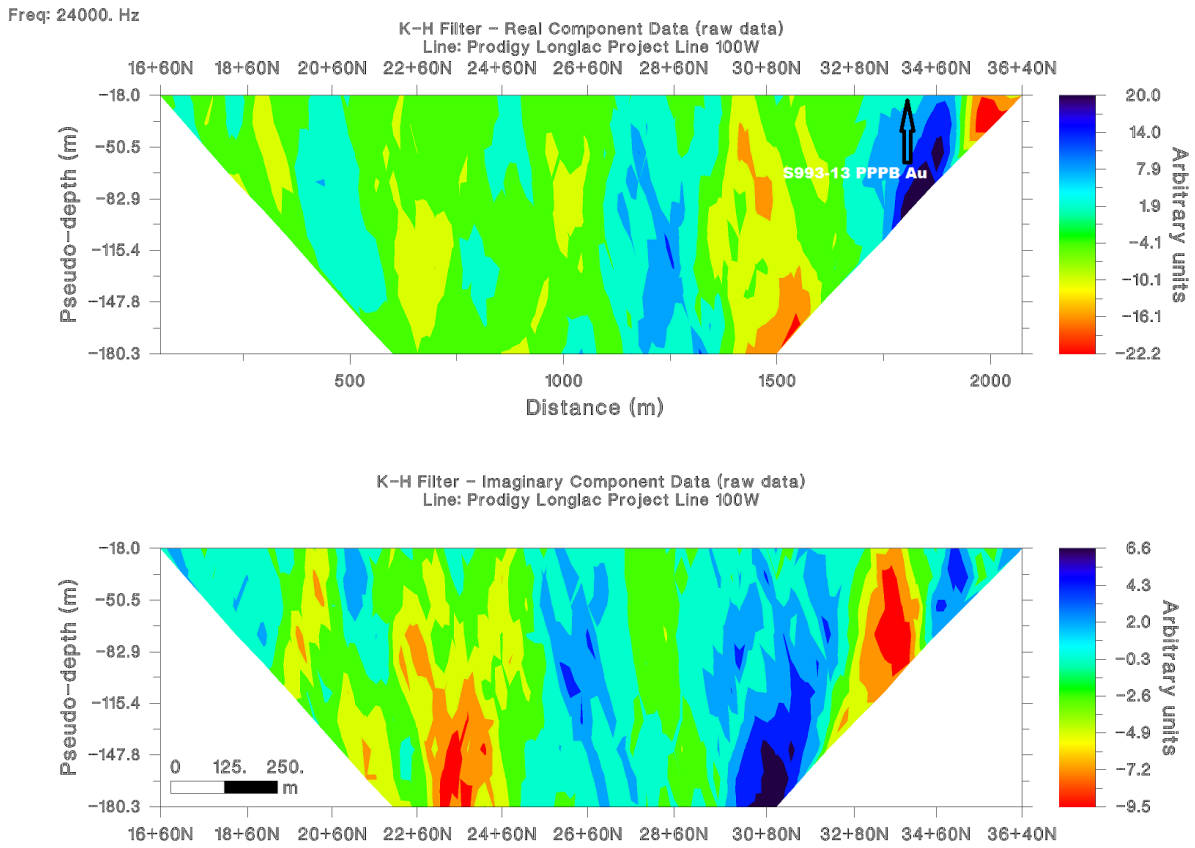 Freq: 24000. Hz
K-H Filter - Real Component Data (raw data)
Line: Prodigy Longlac Project Line 100W
16+60N 18+60N 20+60N 22+60N 24+60N 26+60N 28+60N 30+80N 32+80N 34+60N 36+40N
Pseudo-depth (m)
-18.0
-50.5
-82.9
-115.4
-147.8
-180.3
S993-13 PPPB Au
20.0
14.0
7.9
1.9
-4.1
-10.1
-16.1
-22.2
Arbitrary units
500 1000 1500 2000
Distance (m)
K-H Filter - Imaginary Component Data (raw data)
Line: Prodigy Longlac Project Line 100W
Pseudo-depth (m)
-18.0
-50.5
-82.9
-115.4
-147.8
-180.3
0 125. 250.
m
6.6
4.3
2.0
-0.3
-2.6
-4.9
-7.2
-9.5
Arbitrary units
16+60N 18+60N 20+60N 22+60N 24+60N 26+60N 28+60N 30+80N 32+80N 34+60N 36+40N